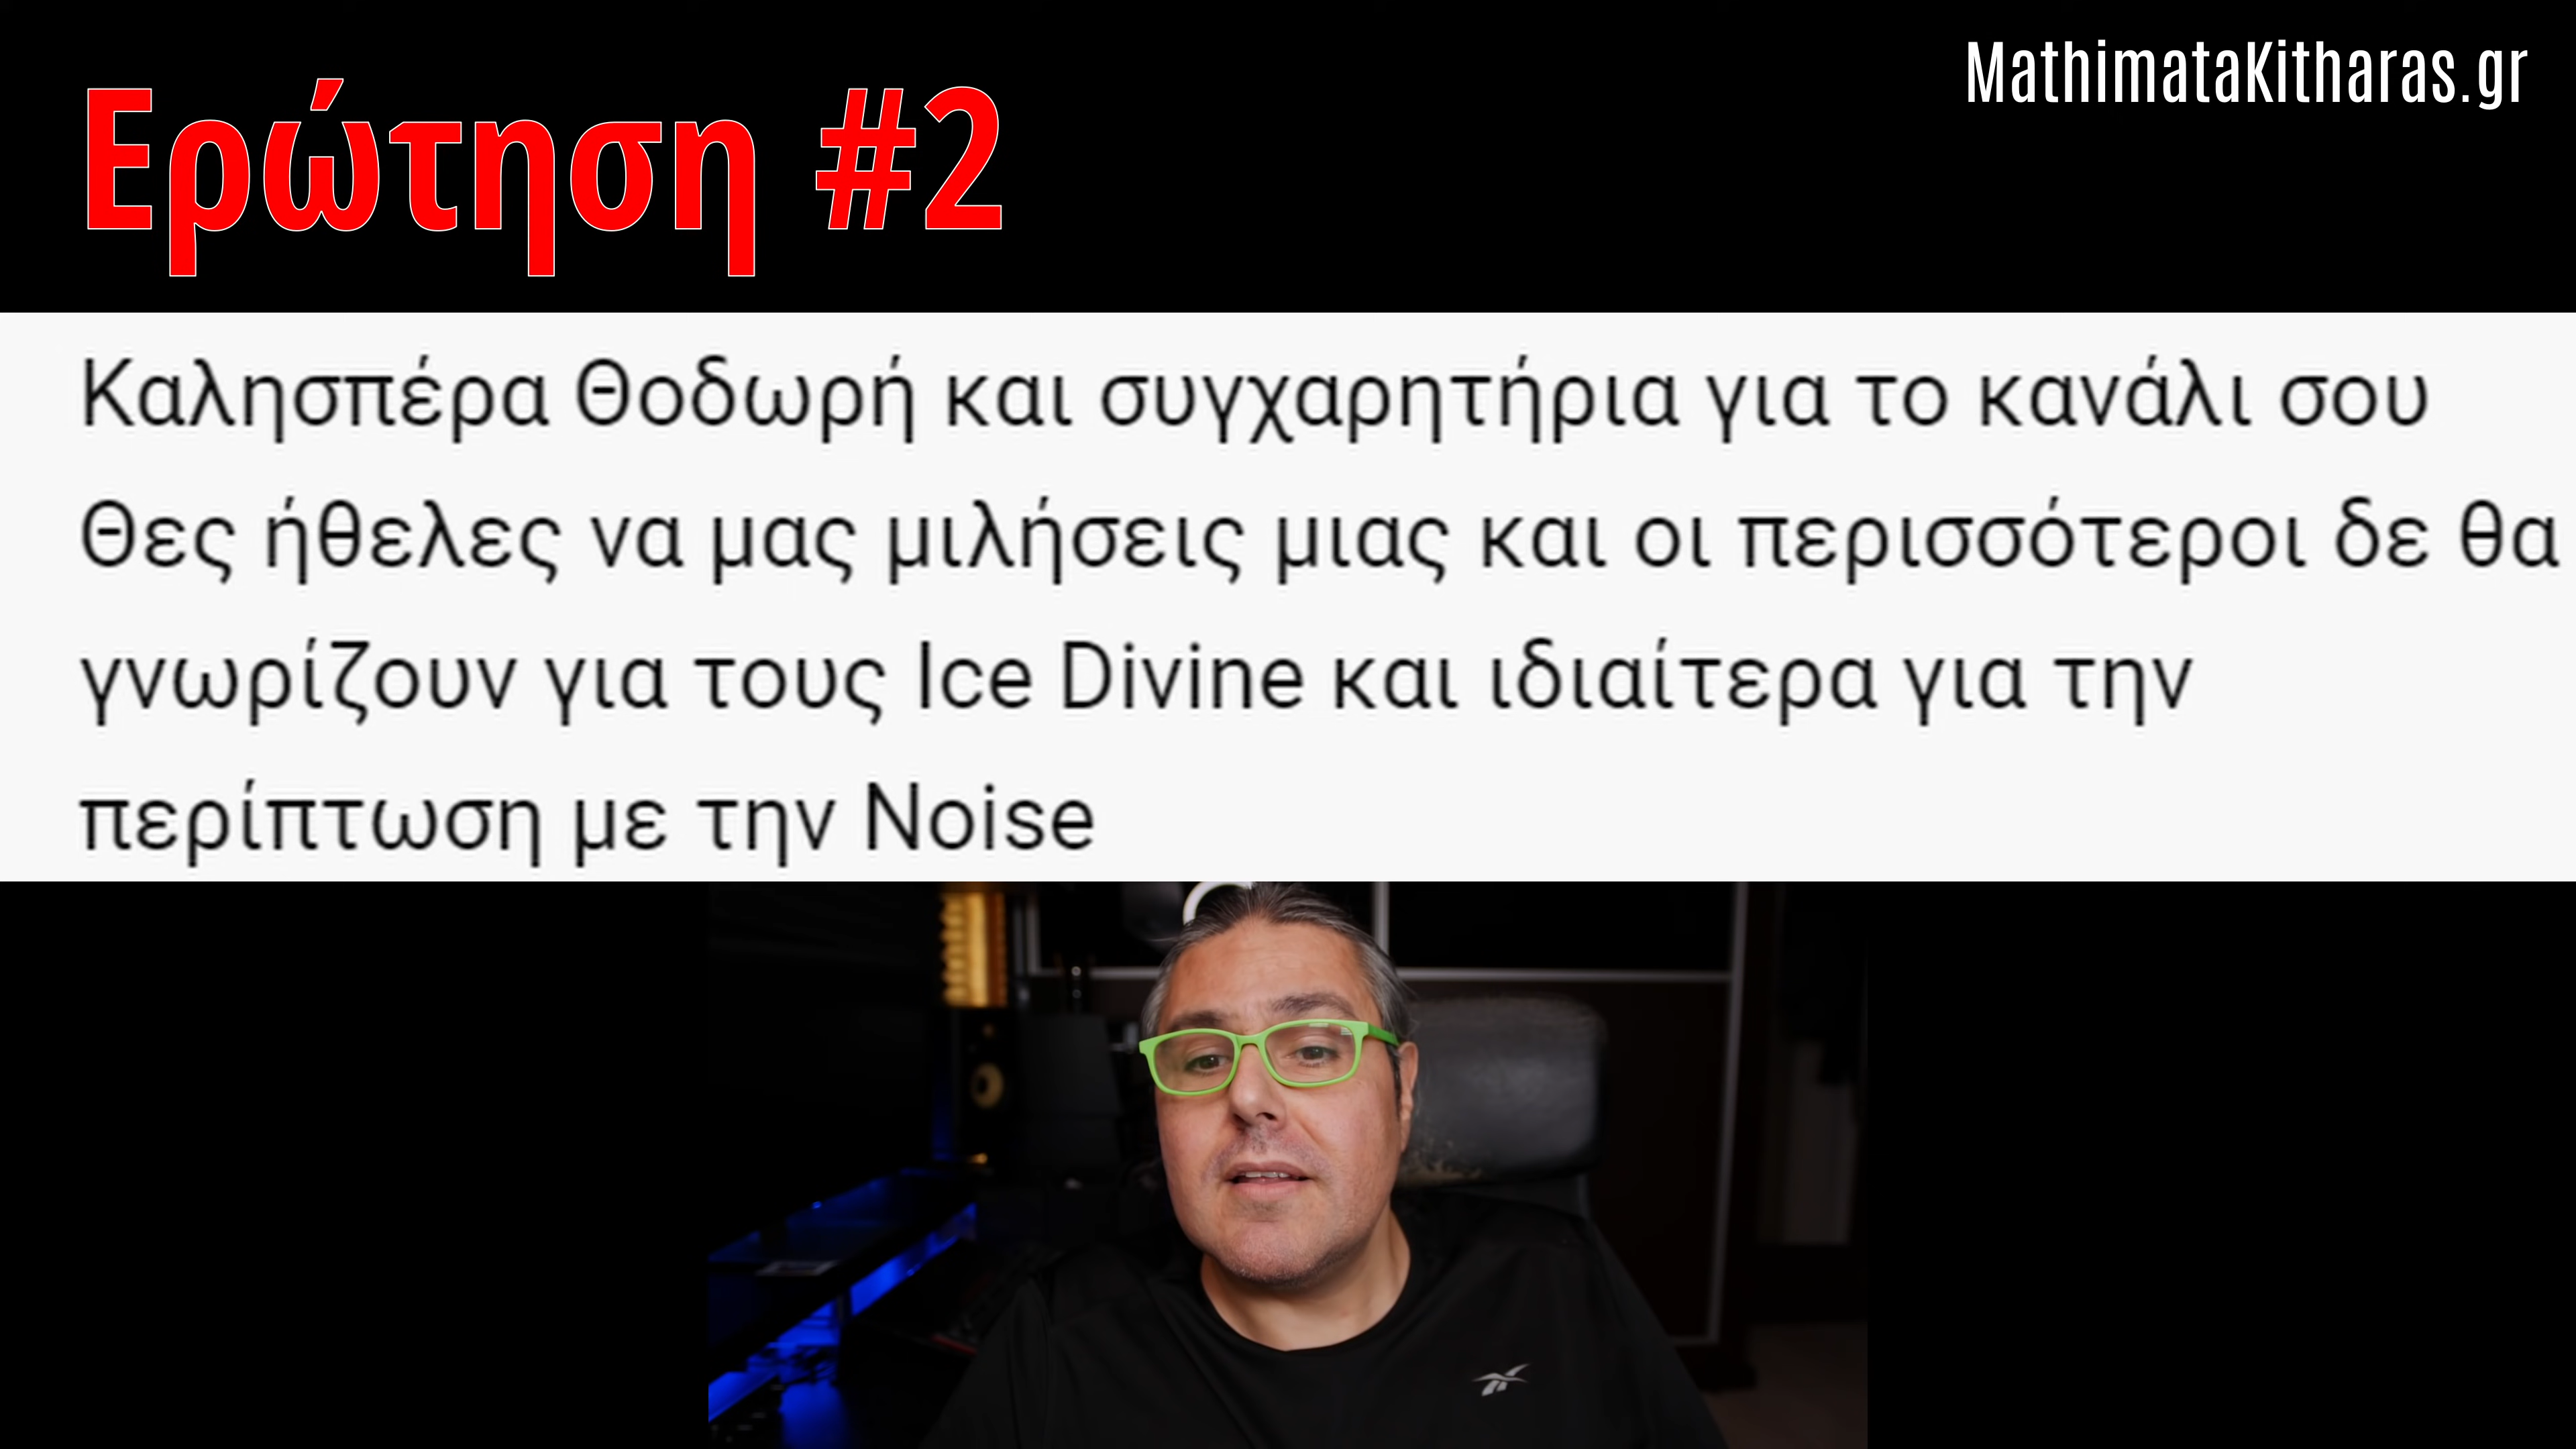 MathimataKitharas.gr
Ερώτηση #2
Καλησπέρα Θοδωρή και συγχαρητήρια για το κανάλι σου
Θες ήθελες να μας μιλήσεις μιας και οι περισσότεροι δε θα
γνωρίζουν για τους Ice Divine και ιδιαίτερα για την
περίπτωση με την Noise